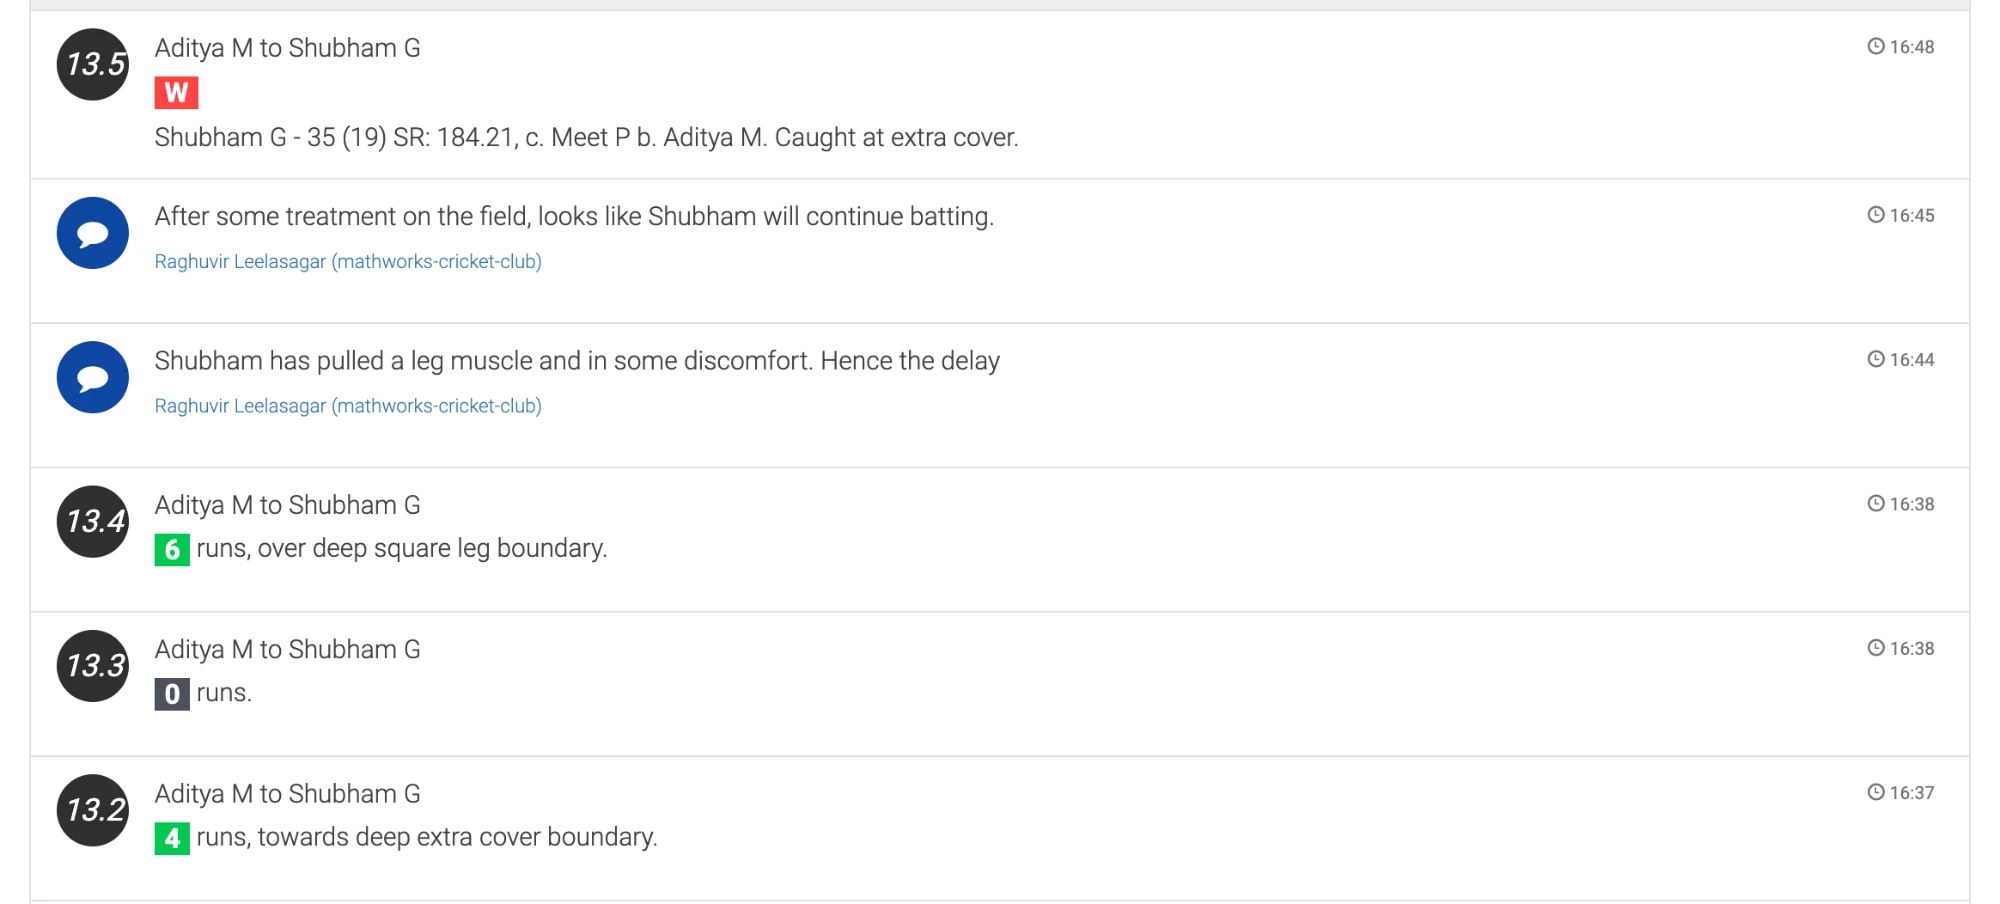 13.5
Aditya M to Shubham G
16:48
W
Shubham G - 35 (19) SR: 184.21, c. Meet P b. Aditya M. Caught at extra cover.
After some treatment on the field, looks like Shubham will continue batting.
16:45
Raghuvir Leelasagar (mathworks-cricket-club)
Shubham has pulled a leg muscle and in some discomfort. Hence the delay
16:44
Raghuvir Leelasagar (mathworks-cricket-club)
13.4
Aditya M to Shubham G
16:38
6 runs, over deep square leg boundary.
13.3
Aditya M to Shubham G
16:38
0 runs.
13.2
Aditya M to Shubham G
16:37
4 runs, towards deep extra cover boundary.